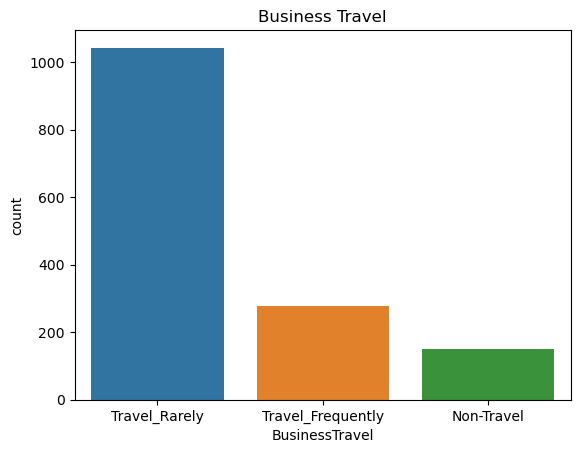 Business Travel
1000
800
600
400
200
0
count
Travel_Rarely
Travel_Frequently
Non-Travel
BusinessTravel